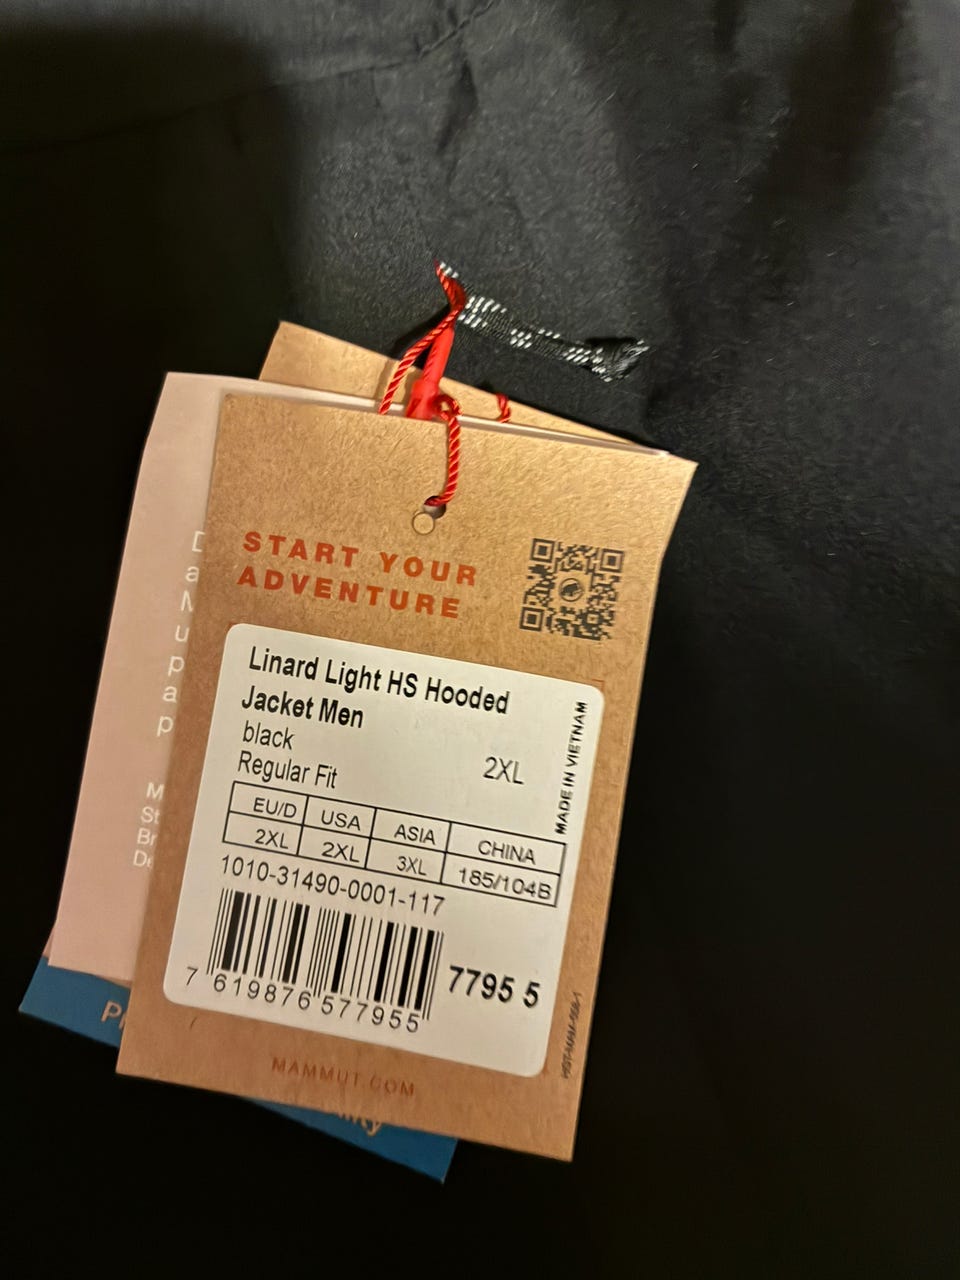 START YOUR
ADVENTURE
Linard Light HS Hooded
Jacket Men
black
Regular Fit
2XL
MADE IN VIETNAM
EU/D USA ASIA CHINA
2XL 2XL 3XL 185/104B
1010-31490-0001-117
7 619876 577955
7795 5
MAMMUT.COM